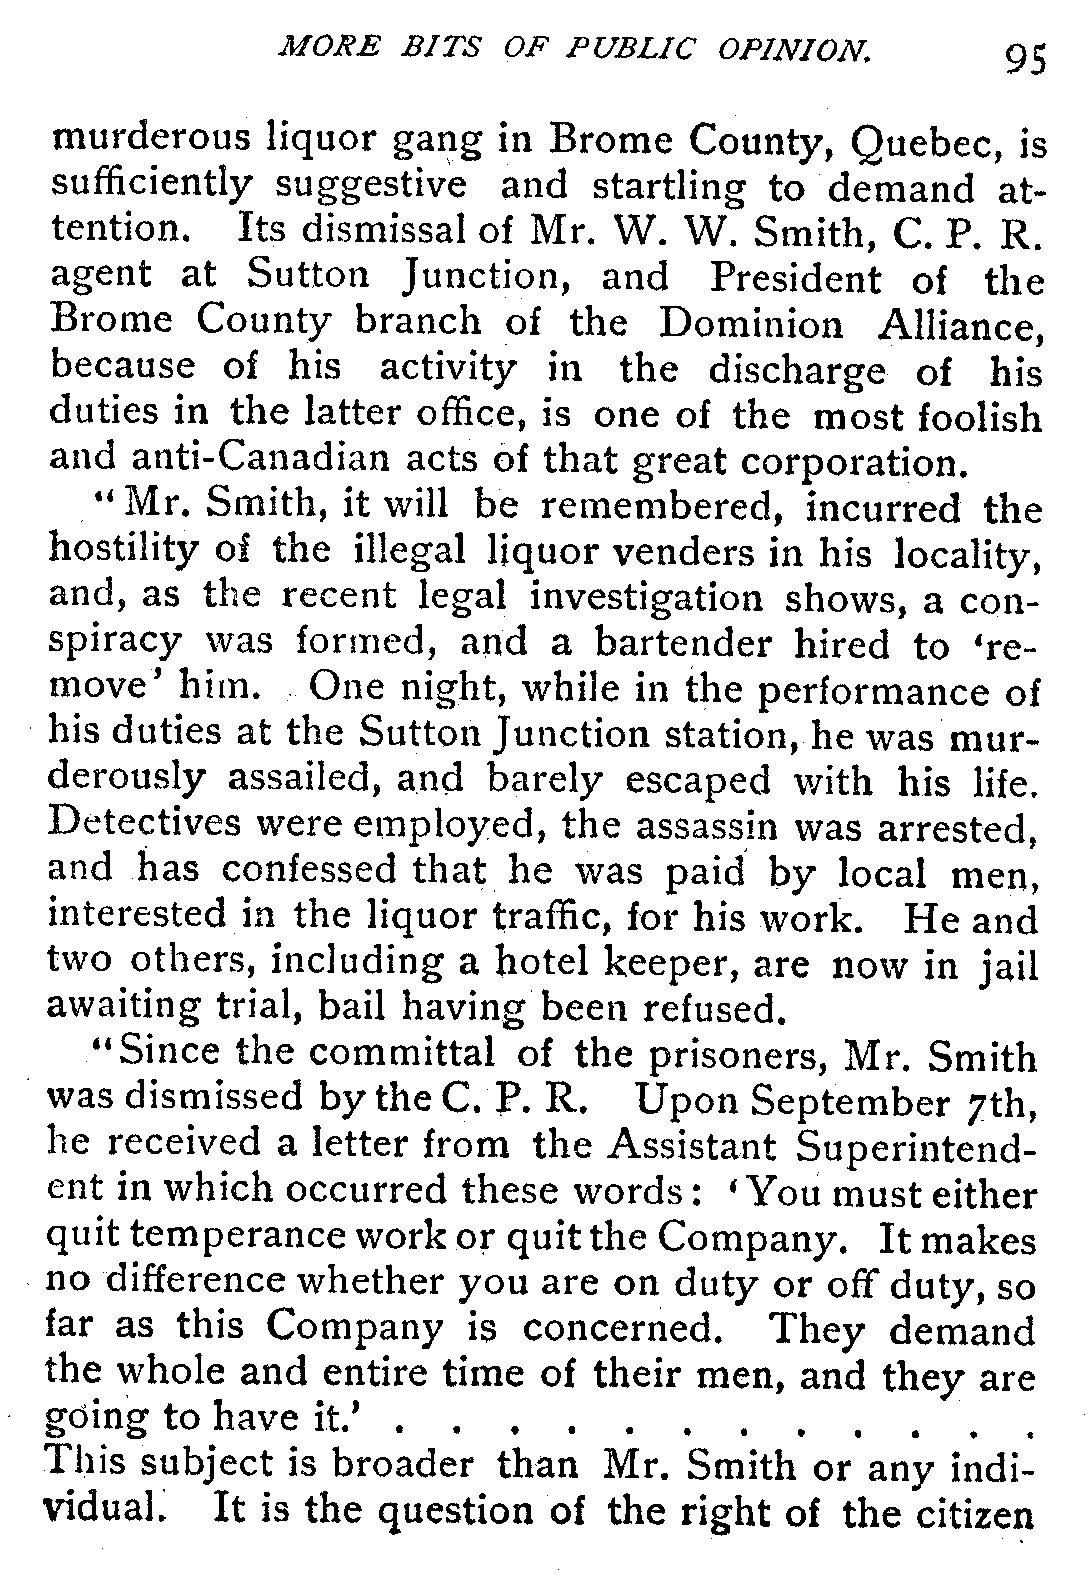 MORE BITS OF PUBLIC OPINION. 95
murderous liquor gang in Brome County, Quebec, is
sufficiently suggestive and startling to demand at-
tention. Its dismissal of Mr. W. W. Smith, C. P. R.
agent at Sutton Junction, and President of the
Brome County branch of the Dominion Alliance,
because of his activity in the discharge of his
duties in the latter office, is one of the most foolish
and anti-Canadian acts of that great corporation.
"Mr. Smith, it will be remembered, incurred the
hostility of the illegal liquor venders in his locality,
and, as the recent legal investigation shows, a con-
spiracy was formed, and a bartender hired to 're-
move' him. One night, while in the performance of
his duties at the Sutton Junction station, he was mur-
derously assailed, and barely escaped with his life.
Detectives were employed, the assassin was arrested,
and has confessed that he was paid by local men,
interested in the liquor traffic, for his work. He and
two others, including a hotel keeper, are now in jail
awaiting trial, bail having been refused.
"Since the committal of the prisoners, Mr. Smith
was dismissed by the C. P. R. Upon September 7th,
he received a letter from the Assistant Superintend-
ent in which occurred these words: 'You must either
quit temperance work or quit the Company. It makes
no difference whether you are on duty or off duty, so
far as this Company is concerned. They demand
the whole and entire time of their men, and they are
going to have it.' . . . . . . . . . . . .
This subject is broader than Mr. Smith or any indi-
vidual. It is the question of the right of the citizen